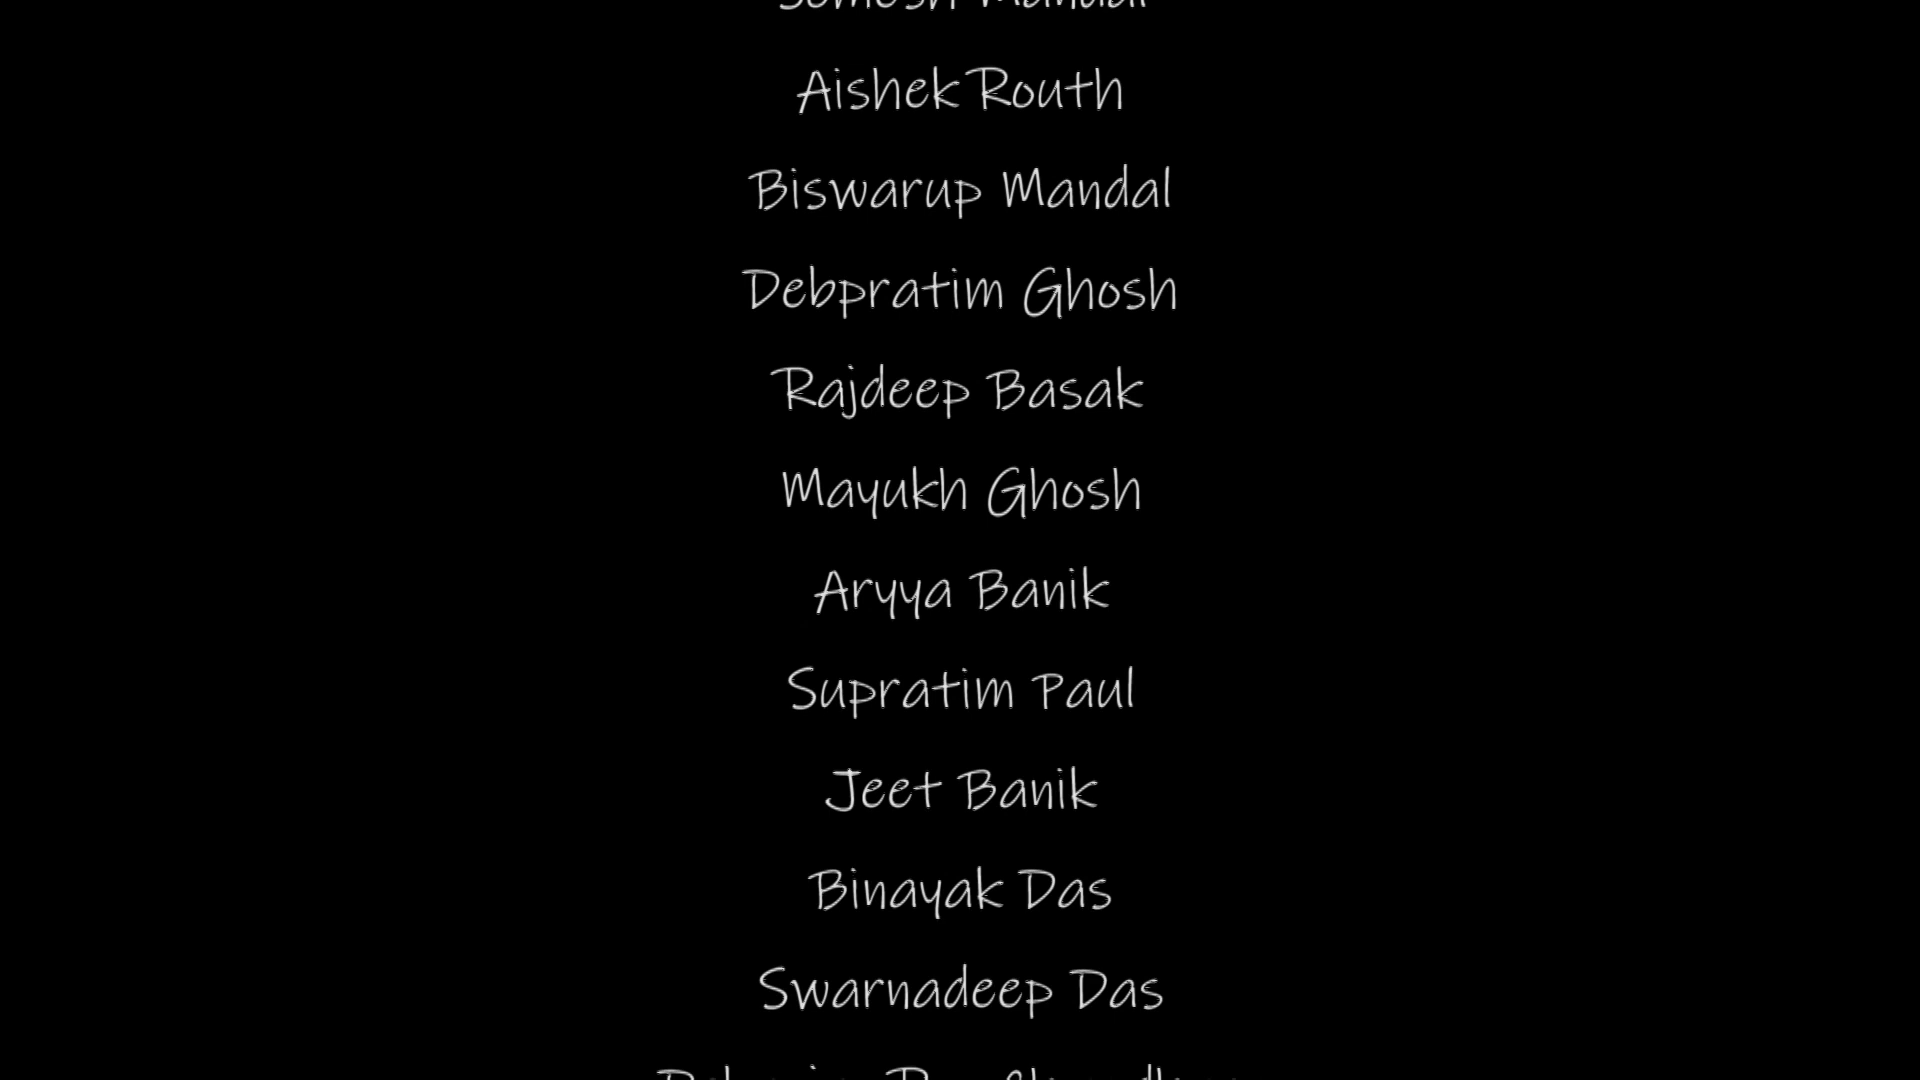 Aishek Routh
Biswarup Mandal
Debpratim Ghosh
Rajdeep Basak
Mayukh Ghosh
Aryya Banik
Supratim Paul
Jeet Banik
Binayak Das
Swarnadeep Das